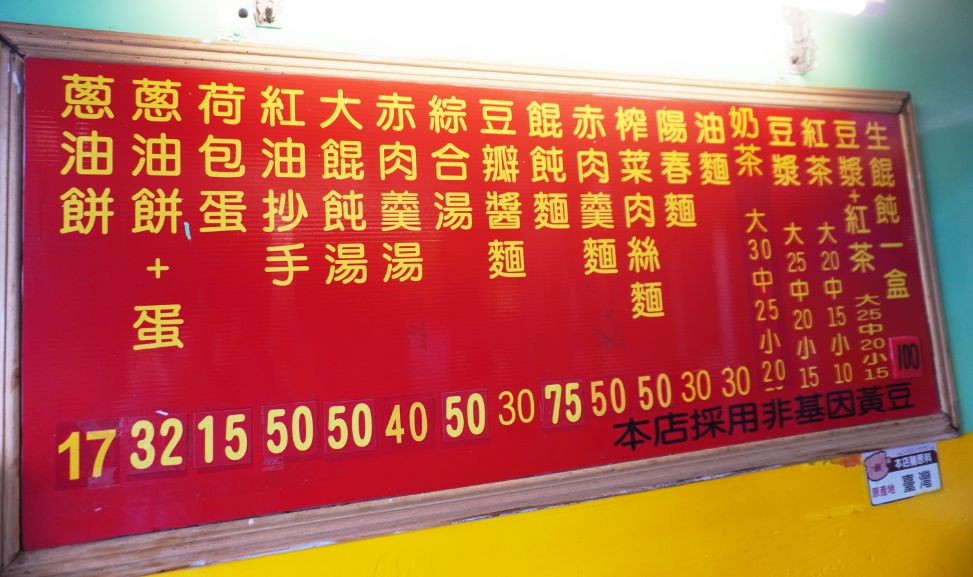 生餛飩一盒 100
豆漿+紅茶 大25中20小15
紅茶 大20中15小10
豆漿 大25中20小15
奶茶 大30中25小20
油麵 30
陽春麵 30
榨菜肉絲麵 50
赤肉羹麵 50
餛飩麵 75
豆瓣醬麵 30
綜合湯 50
赤肉羹湯 40
大餛飩湯 50
紅油抄手 50
荷包蛋 15
蔥油餅+蛋 32
蔥油餅 17
本店採用非基因黃豆
本店豬原料
原產地 臺灣